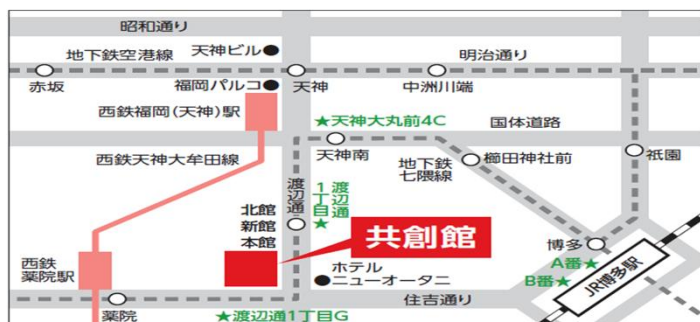 昭和通り
地下鉄空港線
天神ビル●
明治通り
赤坂
福岡パルコ●
天神
中洲川端
西鉄福岡(天神)駅
★天神大丸前4C
国体道路
西鉄天神大牟田線
天神南
地下鉄
七隈線
櫛田神社前
祇園
渡辺通
渡辺通
1丁目
★
北館
新館
本館
共創館
博多
A番★
B番★
JR博多駅
西鉄
薬院駅
ホテル
●ニューオータニ
薬院
住吉通り
★渡辺通1丁目G